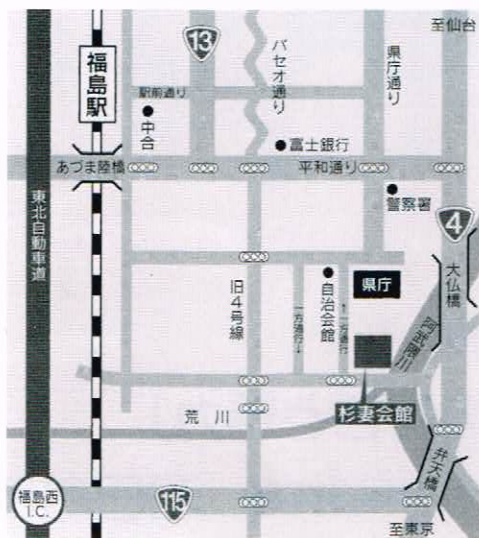 至仙台
13
福島駅
パセオ通り
県庁通り
駅前通り
中合
富士銀行
あづま陸橋
平和通り
警察署
東北自動車道
4
大仏橋
県庁
自治会館
旧4号線
一方通行↓
↑一方通行
阿武隈川
杉妻会館
荒川
弁天橋
福島西
I.C.
115
至東京